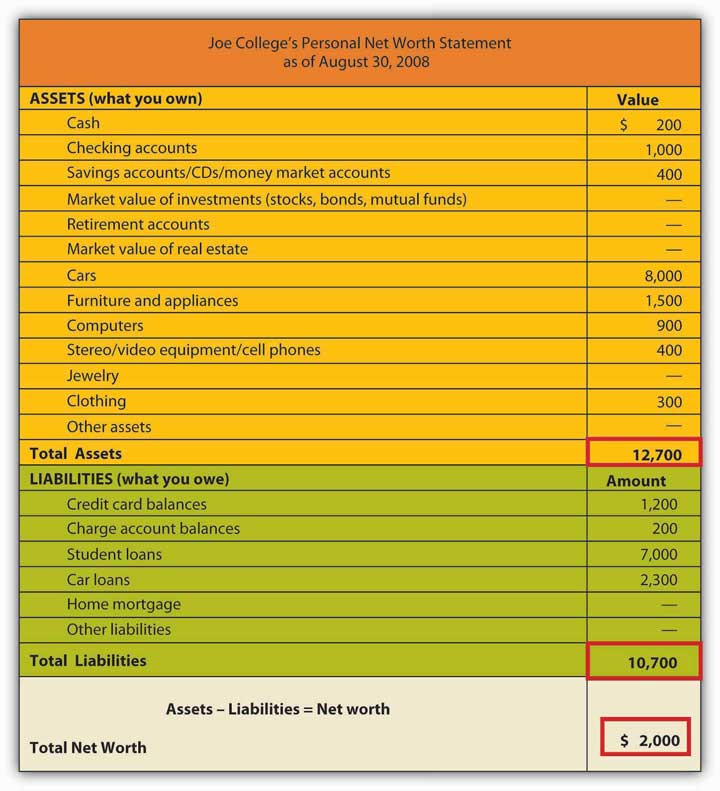 Joe College's Personal Net Worth Statement
as of August 30, 2008
ASSETS (what you own) Value
Cash $ 200
Checking accounts 1,000
Savings accounts/CDs/money market accounts 400
Market value of investments (stocks, bonds, mutual funds) —
Retirement accounts —
Market value of real estate —
Cars 8,000
Furniture and appliances 1,500
Computers 900
Stereo/video equipment/cell phones 400
Jewelry —
Clothing 300
Other assets —
Total Assets 12,700
LIABILITIES (what you owe) Amount
Credit card balances 1,200
Charge account balances 200
Student loans 7,000
Car loans 2,300
Home mortgage —
Other liabilities —
Total Liabilities 10,700
Assets – Liabilities = Net worth
Total Net Worth $ 2,000